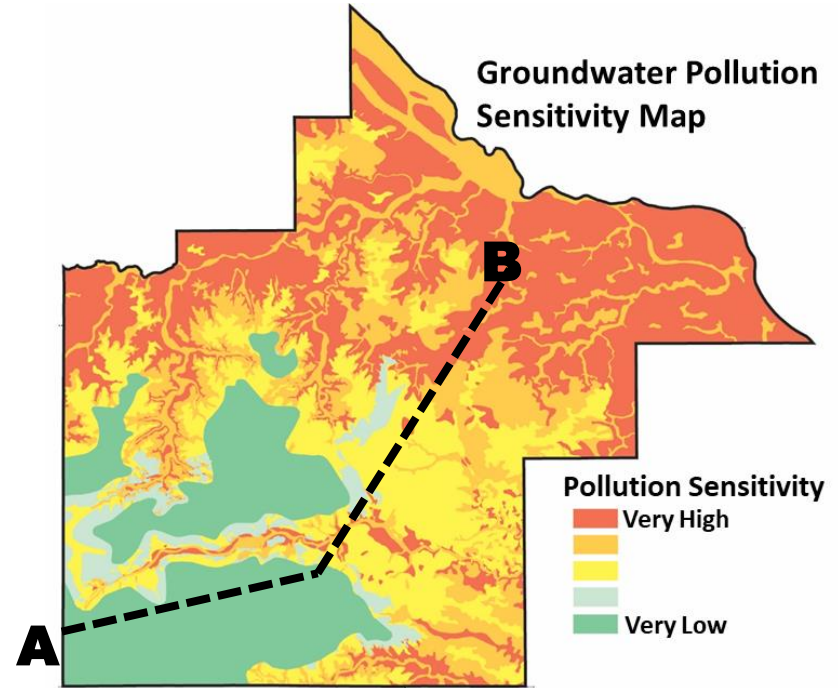 Groundwater Pollution
Sensitivity Map
B
Pollution Sensitivity
Very High
Very Low
A